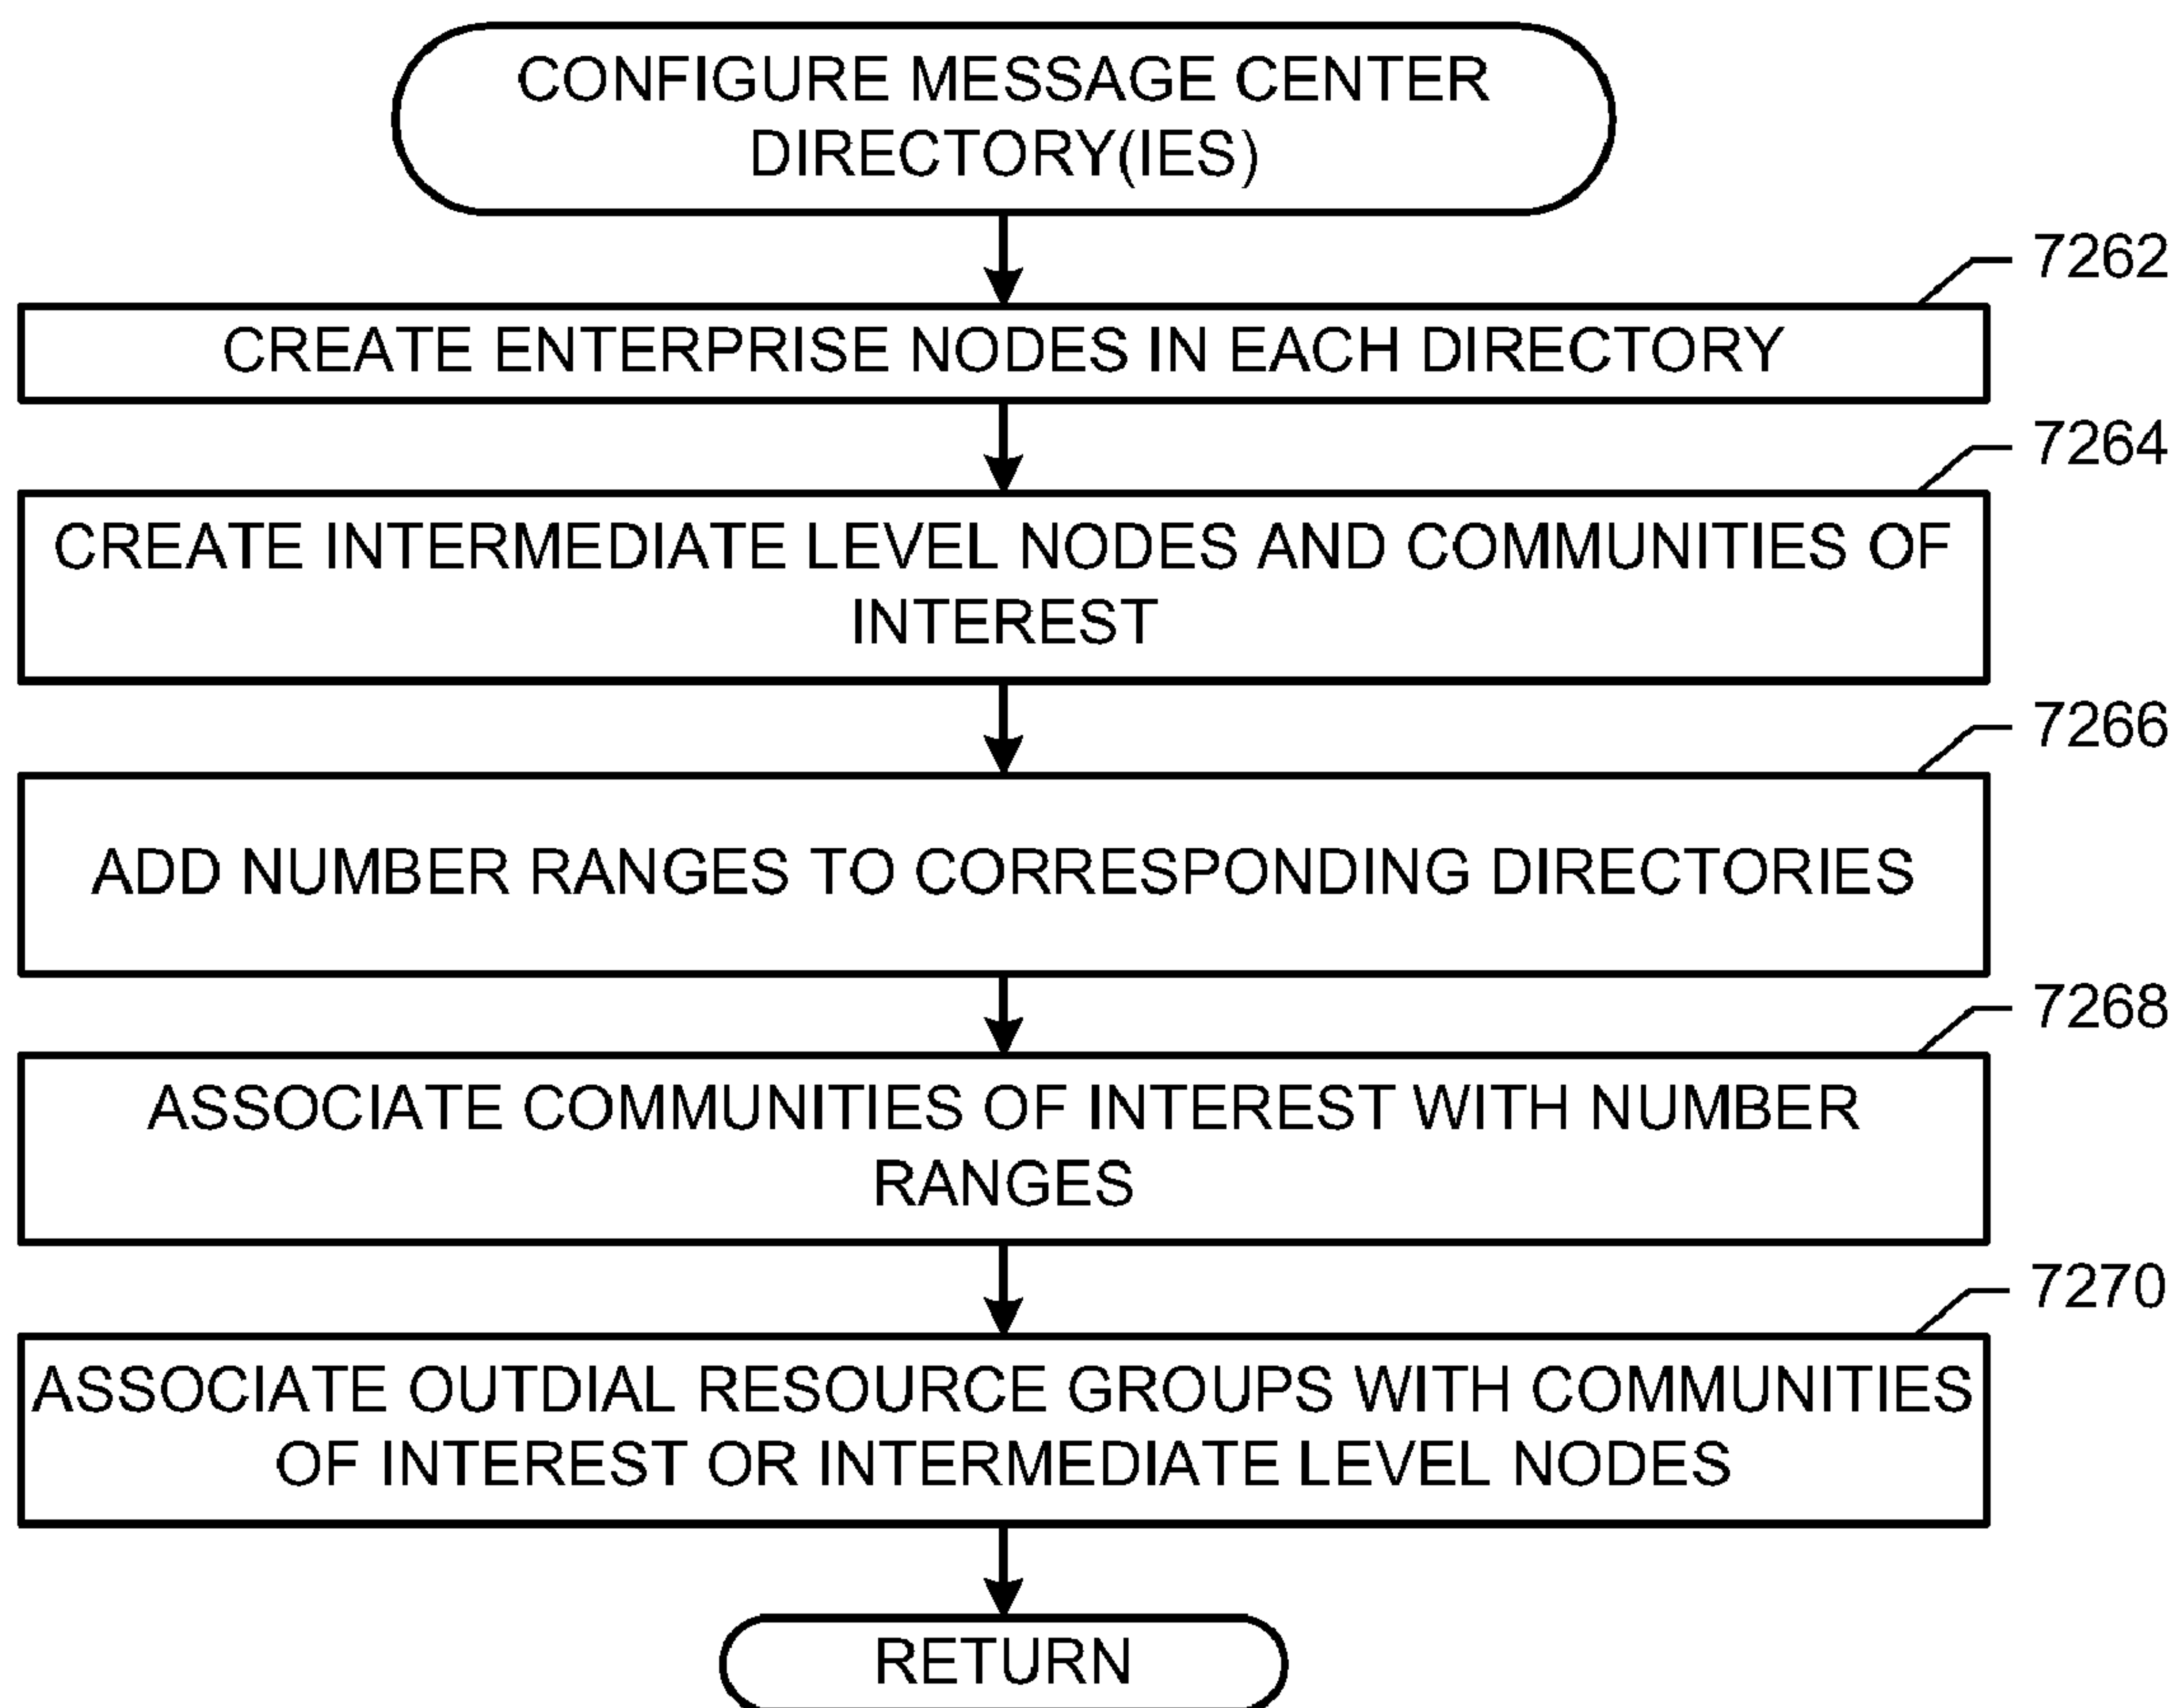 CONFIGURE MESSAGE CENTER
DIRECTORY(IES)
7262
CREATE ENTERPRISE NODES IN EACH DIRECTORY
7264
CREATE INTERMEDIATE LEVEL NODES AND COMMUNITIES OF
INTEREST
7266
ADD NUMBER RANGES TO CORRESPONDING DIRECTORIES
7268
ASSOCIATE COMMUNITIES OF INTEREST WITH NUMBER
RANGES
7270
ASSOCIATE OUTDIAL RESOURCE GROUPS WITH COMMUNITIES
OF INTEREST OR INTERMEDIATE LEVEL NODES
RETURN